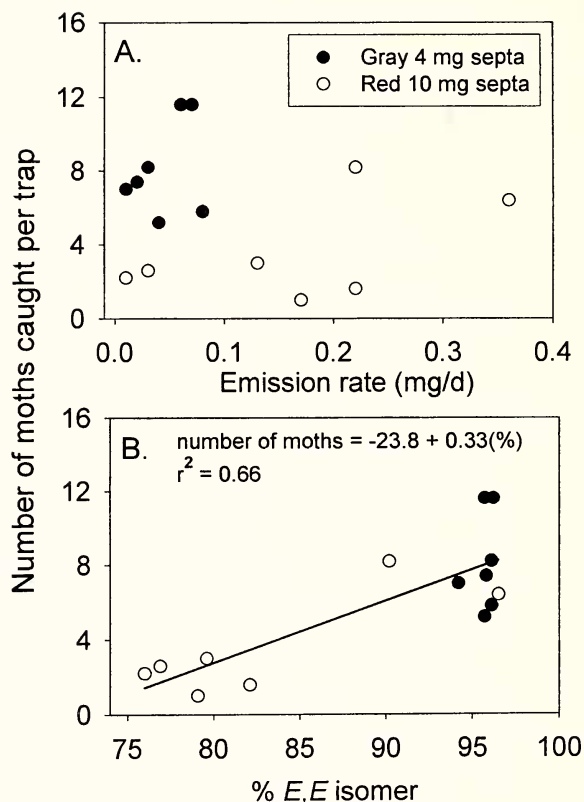 Number of moths caught per trap
16
12
8
4
0
A.
Gray 4 mg septa
Red 10 mg septa
0.0 0.1 0.2 0.3 0.4
Emission rate (mg/d)
16
12
8
4
0
B.
number of moths = -23.8 + 0.33(%)
r² = 0.66
75 80 85 90 95 100
% E,E isomer